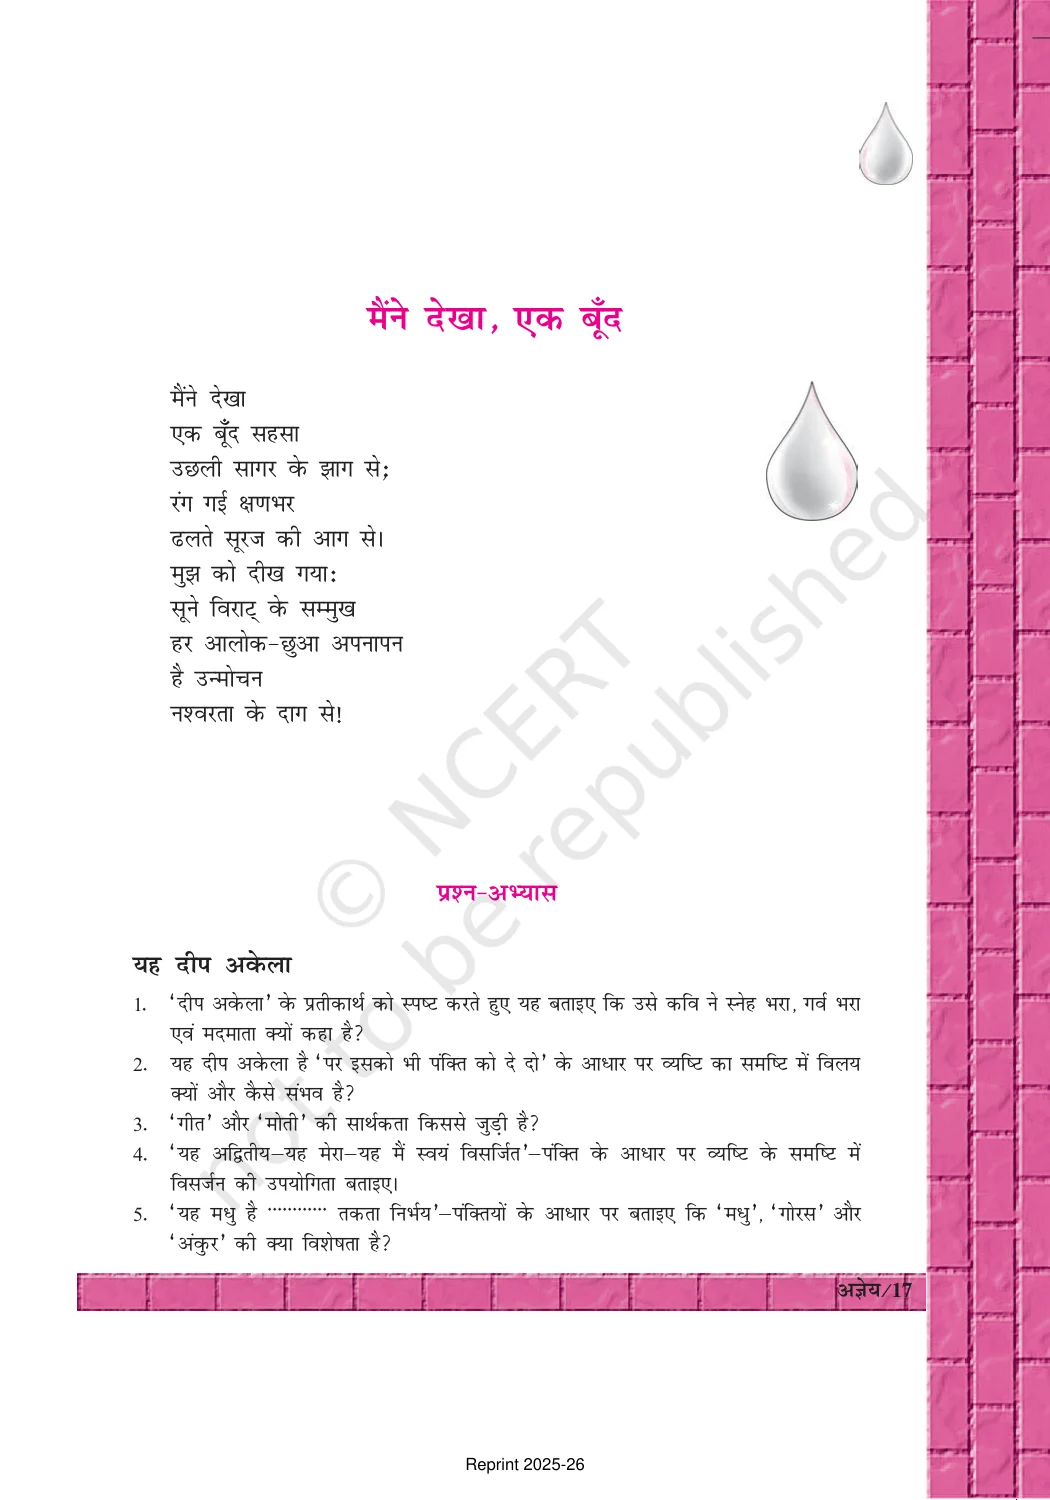 मैंने देखा, एक बूँद
मैंने देखा
एक बूँद सहसा
उछली सागर के झाग से;
रंग गई क्षणभर
ढलते सूरज की आग से।
मुझ को दीख गया:
सूने विराट् के सम्मुख
हर आलोक-छुआ अपनापन
है उन्मोचन
नश्वरता के दाग से!
© NCERT
not to be republished
प्रश्न-अभ्यास
यह दीप अकेला
1. ‘दीप अकेला’ के प्रतीकार्थ को स्पष्ट करते हुए यह बताइए कि उसे कवि ने स्नेह भरा, गर्व भरा
एवं मदमाता क्यों कहा है?
2. यह दीप अकेला है ‘पर इसको भी पंक्ति को दे दो’ के आधार पर व्यष्टि का समष्टि में विलय
क्यों और कैसे संभव है?
3. ‘गीत’ और ‘मोती’ की सार्थकता किससे जुड़ी है?
4. ‘यह अद्वितीय–यह मेरा–यह मैं स्वयं विसर्जित’–पंक्ति के आधार पर व्यष्टि के समष्टि में
विसर्जन की उपयोगिता बताइए।
5. ‘यह मधु है ............ तकता निर्भय’–पंक्तियों के आधार पर बताइए कि ‘मधु’, ‘गोरस’ और
‘अंकुर’ की क्या विशेषता है?
अज्ञेय/17
Reprint 2025-26